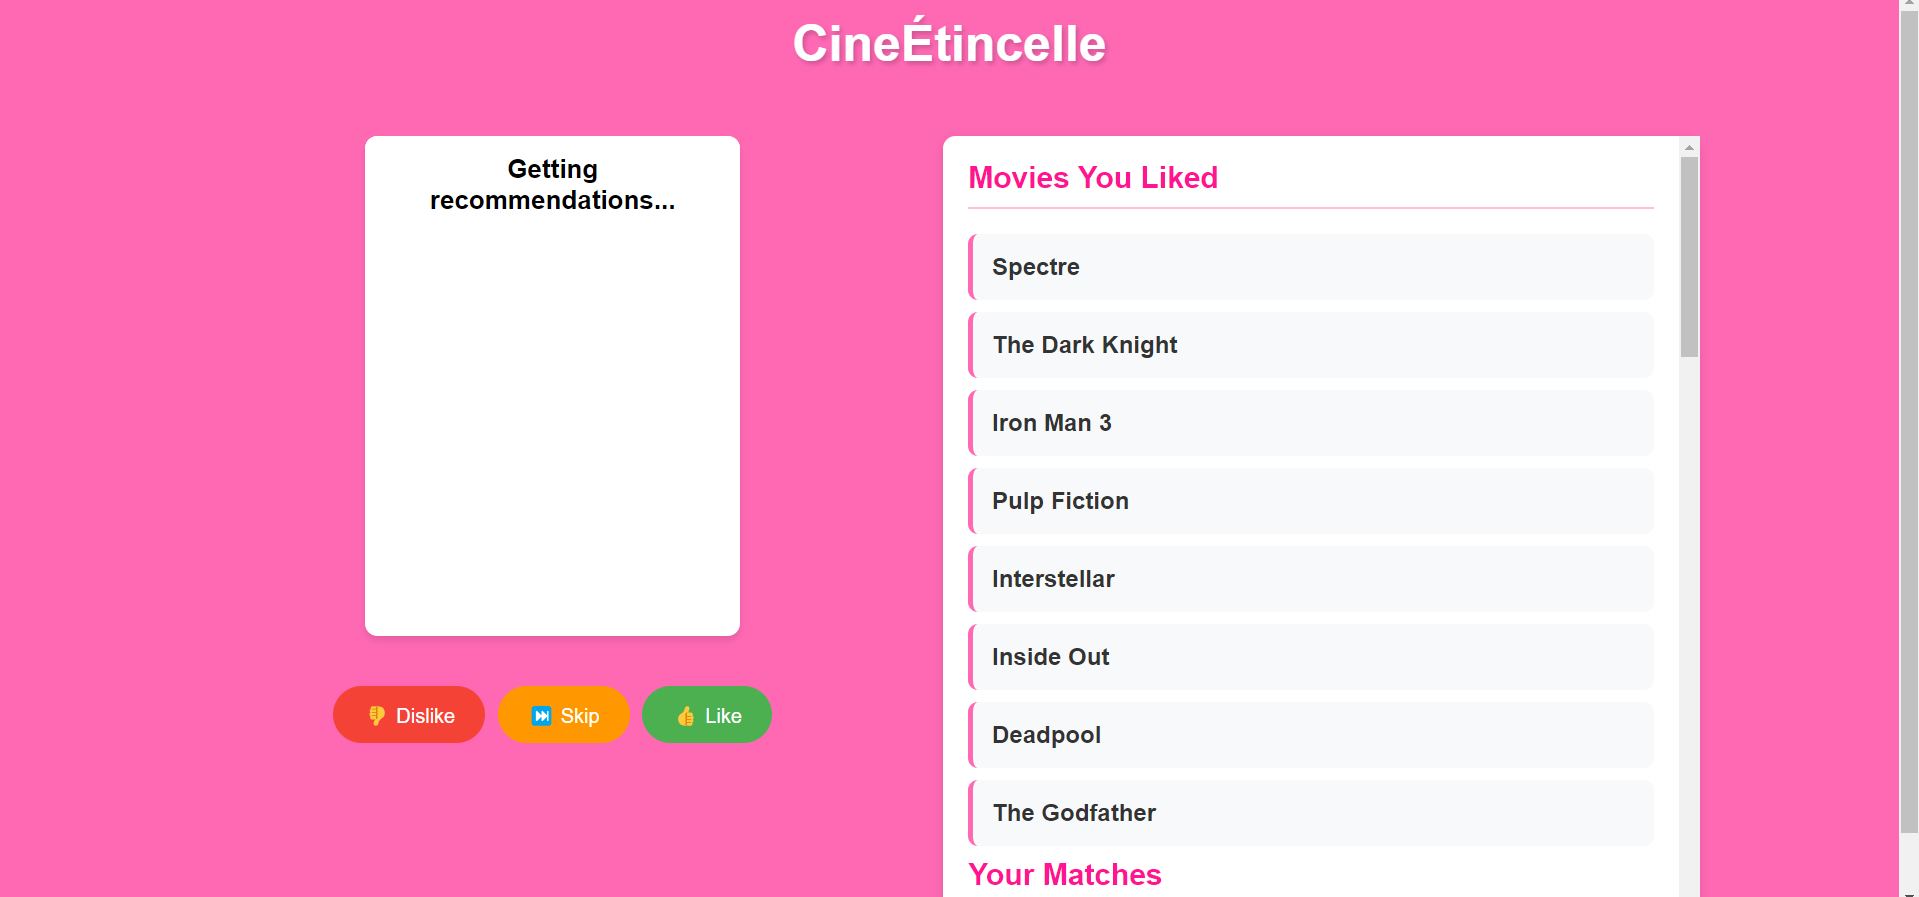 CineÉtincelle
Getting
recommendations...
👎 Dislike
⏭️ Skip
👍 Like
Movies You Liked
Spectre
The Dark Knight
Iron Man 3
Pulp Fiction
Interstellar
Inside Out
Deadpool
The Godfather
Your Matches